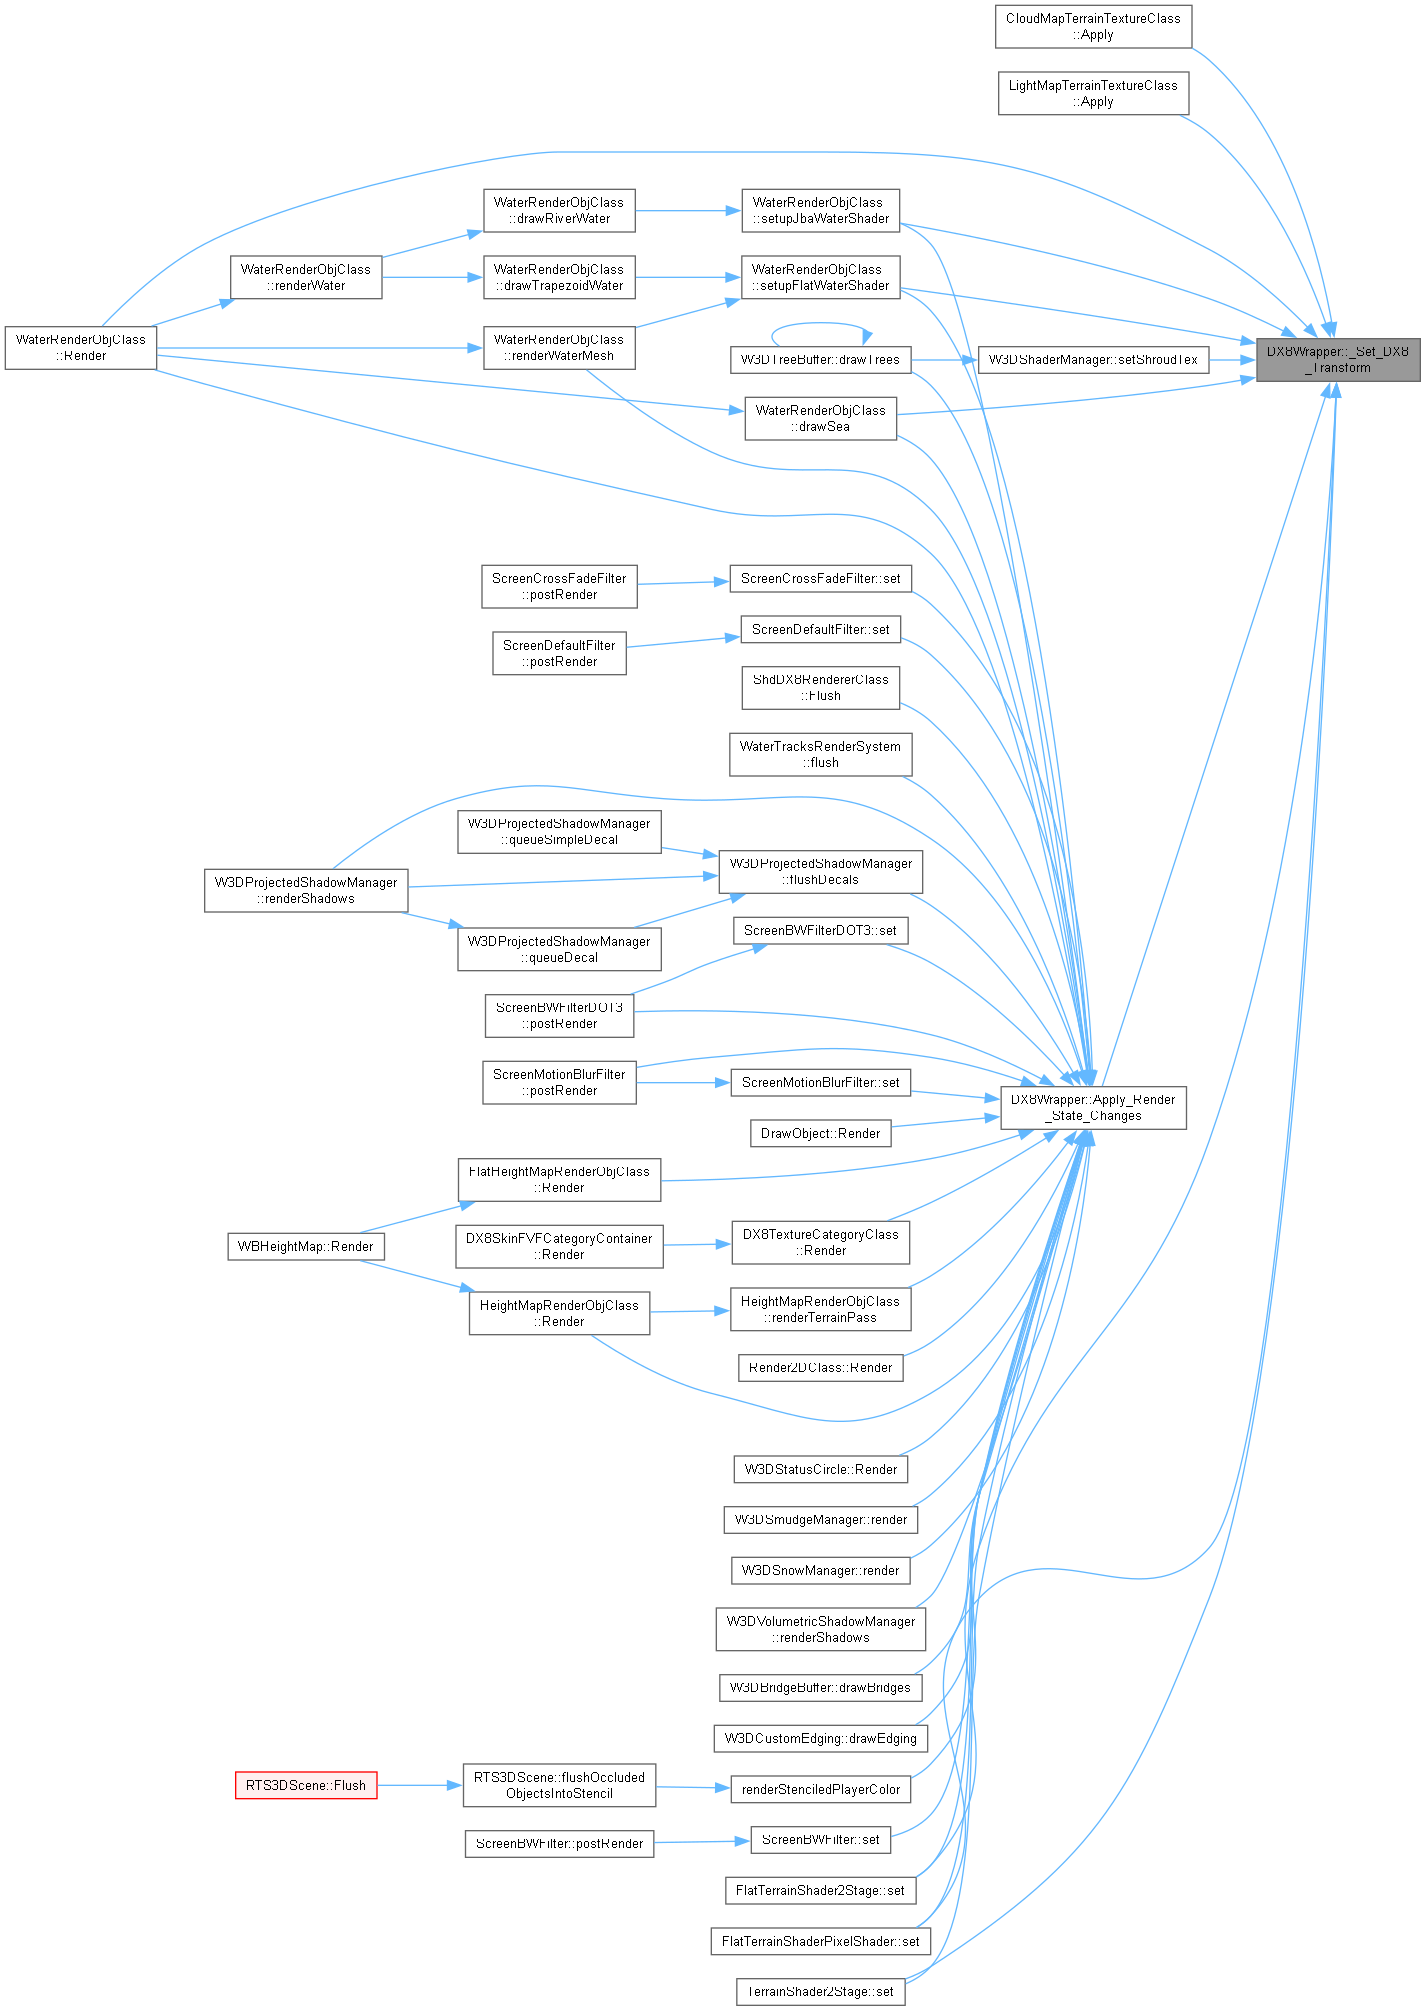 CloudMapTerrainTextureClass
::Apply
LightMapTerrainTextureClass
::Apply
WaterRenderObjClass
::drawRiverWater
WaterRenderObjClass
::setupJbaWaterShader
WaterRenderObjClass
::renderWater
WaterRenderObjClass
::drawTrapezoidWater
WaterRenderObjClass
::setupFlatWaterShader
WaterRenderObjClass
::Render
WaterRenderObjClass
::renderWaterMesh
W3DTreeBuffer::drawTrees
W3DShaderManager::setShroudTex
DX8Wrapper::_Set_DX8
_Transform
WaterRenderObjClass
::drawSea
ScreenCrossFadeFilter
::postRender
ScreenCrossFadeFilter::set
ScreenDefaultFilter
::postRender
ScreenDefaultFilter::set
ShdDX8RendererClass
::Flush
WaterTracksRenderSystem
::flush
W3DProjectedShadowManager
::queueSimpleDecal
W3DProjectedShadowManager
::flushDecals
W3DProjectedShadowManager
::renderShadows
W3DProjectedShadowManager
::queueDecal
ScreenBWFilterDOT3::set
ScreenBWFilterDOT3
::postRender
ScreenMotionBlurFilter
::postRender
ScreenMotionBlurFilter::set
DX8Wrapper::Apply_Render
_State_Changes
DrawObject::Render
FlatHeightMapRenderObjClass
::Render
WBHeightMap::Render
DX8SkinFVFCategoryContainer
::Render
DX8TextureCategoryClass
::Render
HeightMapRenderObjClass
::Render
HeightMapRenderObjClass
::renderTerrainPass
Render2DClass::Render
W3DStatusCircle::Render
W3DSmudgeManager::render
W3DSnowManager::render
W3DVolumetricShadowManager
::renderShadows
W3DBridgeBuffer::drawBridges
W3DCustomEdging::drawEdging
RTS3DScene::Flush
RTS3DScene::flushOccluded
ObjectsIntoStencil
renderStenciledPlayerColor
ScreenBWFilter::postRender
ScreenBWFilter::set
FlatTerrainShader2Stage::set
FlatTerrainShaderPixelShader::set
TerrainShader2Stage::set